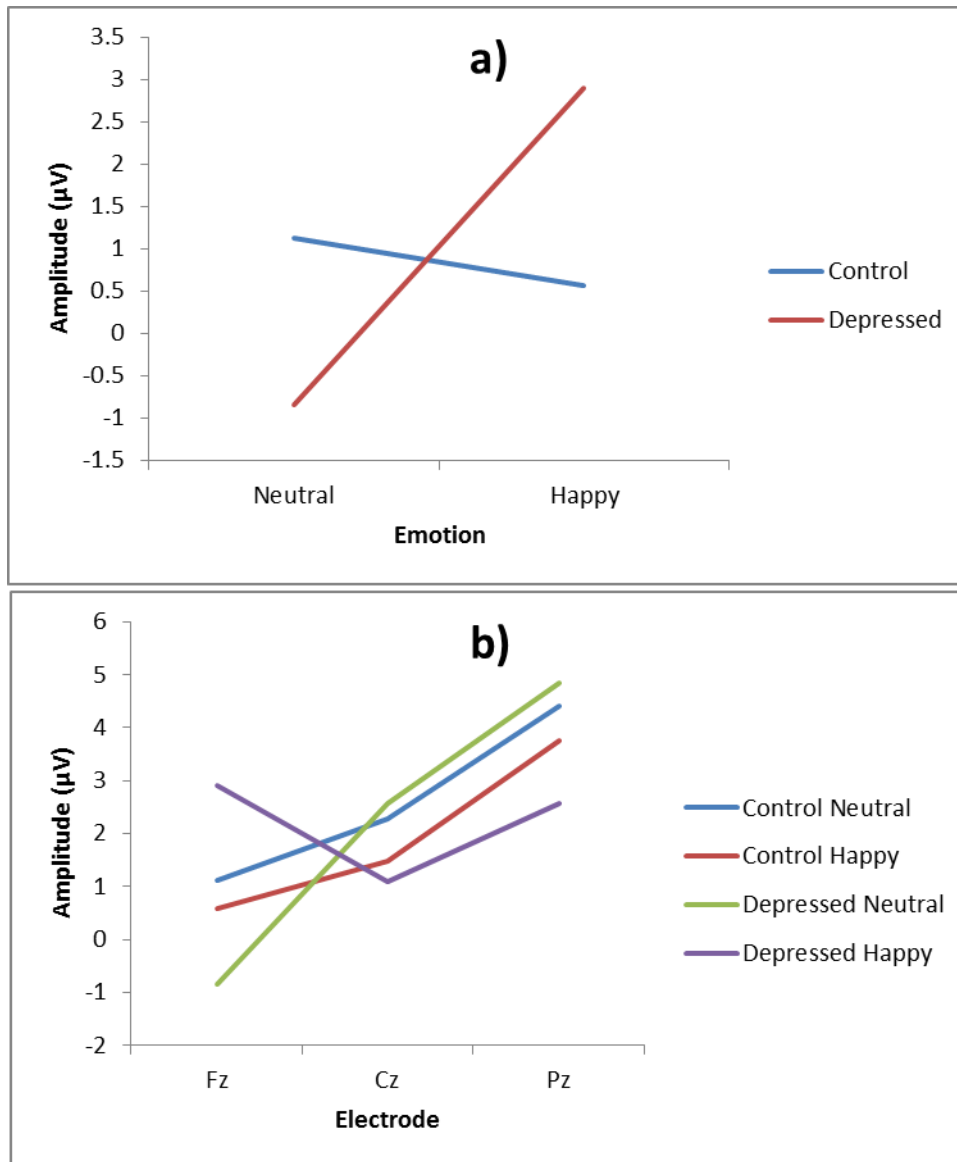 a)
3.5
3
2.5
2
1.5
1
0.5
0
-0.5
-1
-1.5
Amplitude (µV)
Neutral Happy
Emotion
Control
Depressed
b)
6
5
4
3
2
1
0
-1
-2
Amplitude (µV)
Fz Cz Pz
Electrode
Control Neutral
Control Happy
Depressed Neutral
Depressed Happy